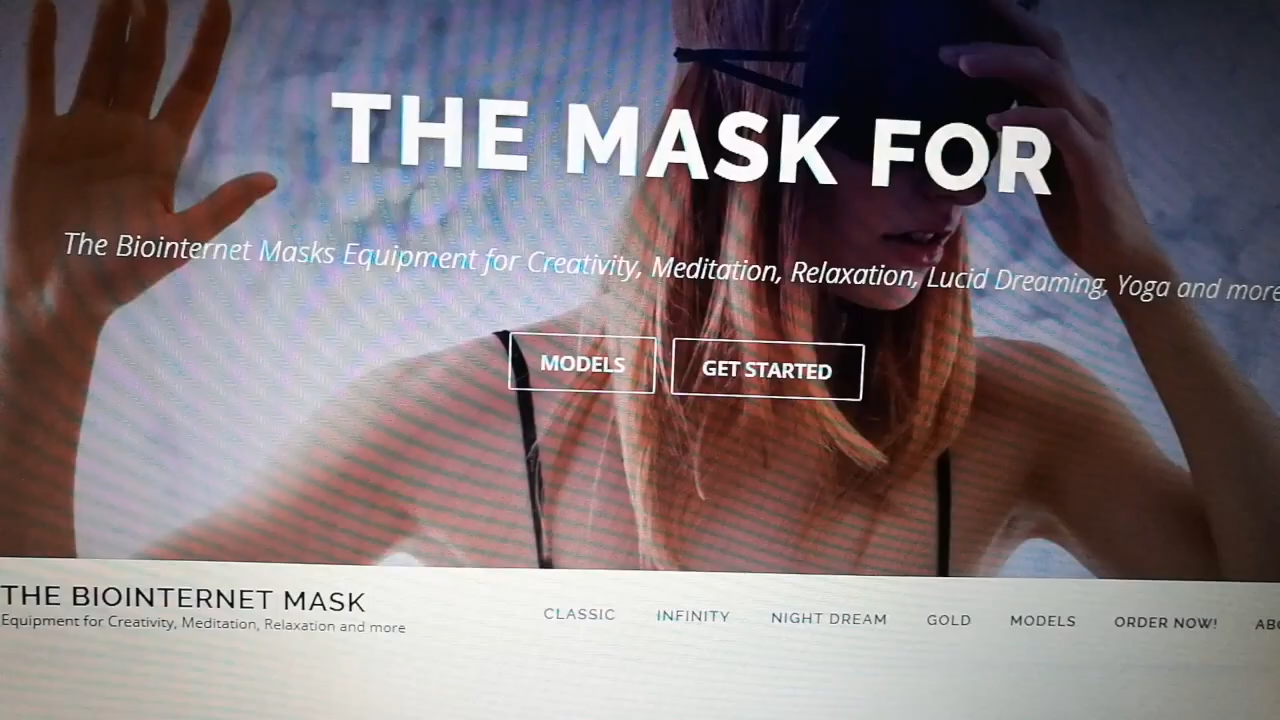 THE MASK FOR
The Biointernet Masks Equipment for Creativity, Meditation, Relaxation, Lucid Dreaming, Yoga and more
MODELS GET STARTED
THE BIOINTERNET MASK
Equipment for Creativity, Meditation, Relaxation and more
CLASSIC INFINITY NIGHT DREAM GOLD MODELS ORDER NOW!